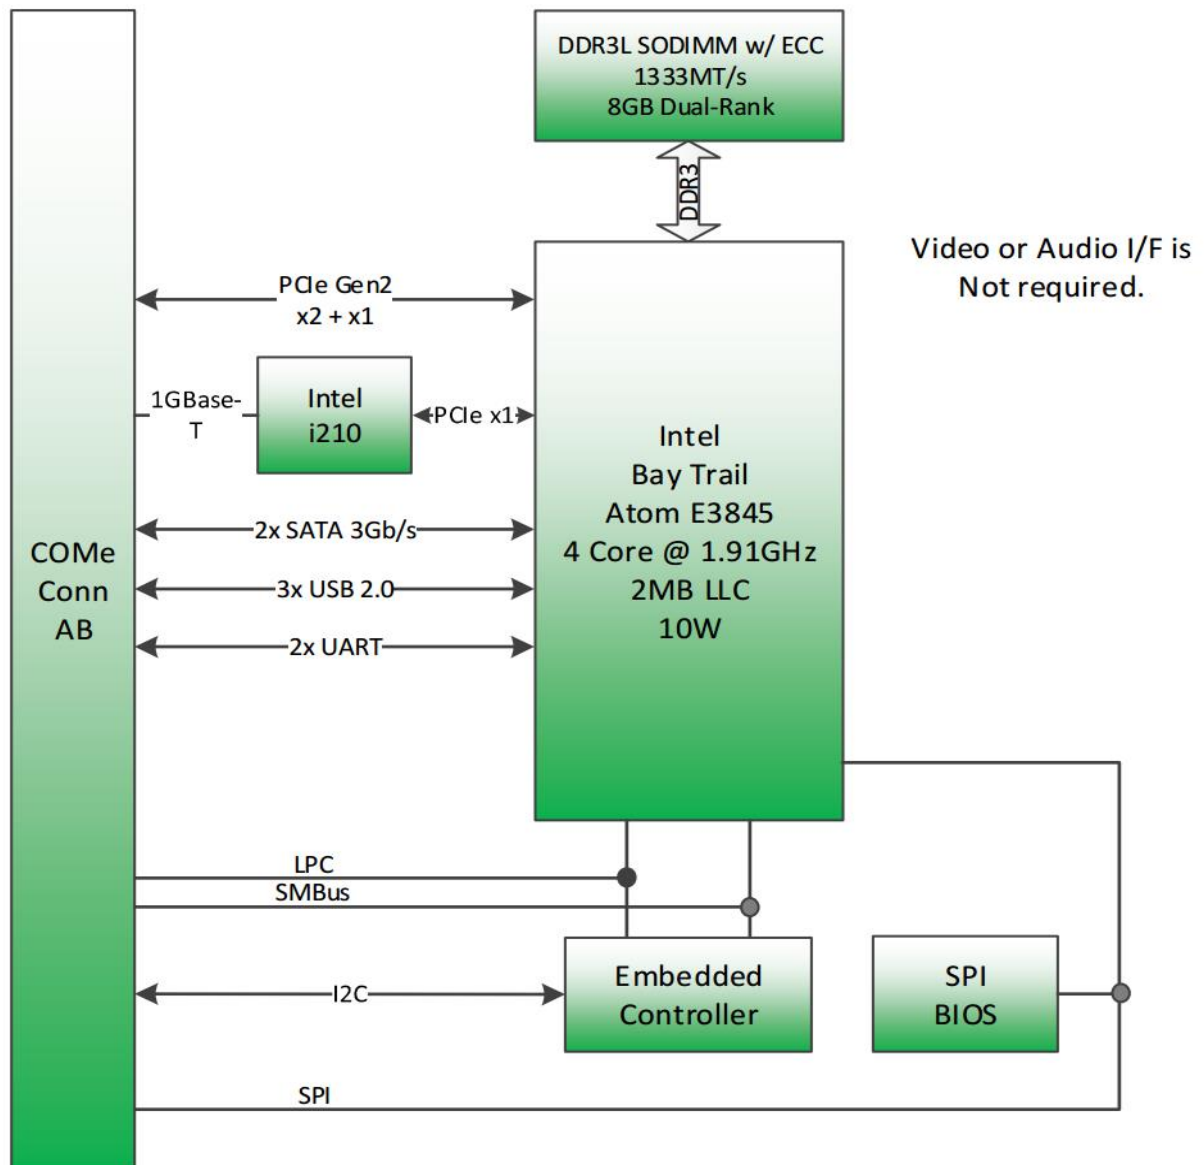 DDR3L SODIMM w/ ECC
1333MT/s
8GB Dual-Rank
DDR3
Video or Audio I/F is
Not required.
PCIe Gen2
x2 + x1
1GBase-
T
Intel
i210
PCIe x1
Intel
Bay Trail
Atom E3845
4 Core @ 1.91GHz
2MB LLC
10W
2x SATA 3Gb/s
3x USB 2.0
2x UART
COMe
Conn
AB
LPC
SMBus
I2C
Embedded
Controller
SPI
BIOS
SPI